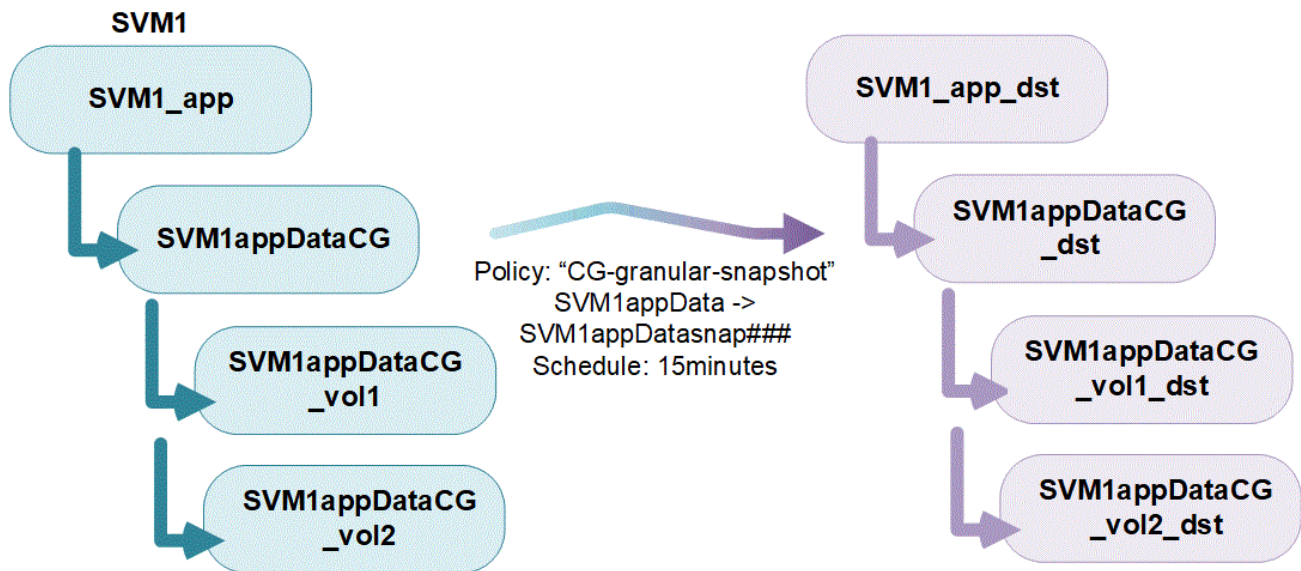 SVM1
SVM1_app
SVM1appDataCG
SVM1appDataCG
_vol1
SVM1appDataCG
_vol2
Policy: “CG-granular-snapshot”
SVM1appData ->
SVM1appDatasnap###
Schedule: 15minutes
SVM1_app_dst
SVM1appDataCG
_dst
SVM1appDataCG
_vol1_dst
SVM1appDataCG
_vol2_dst